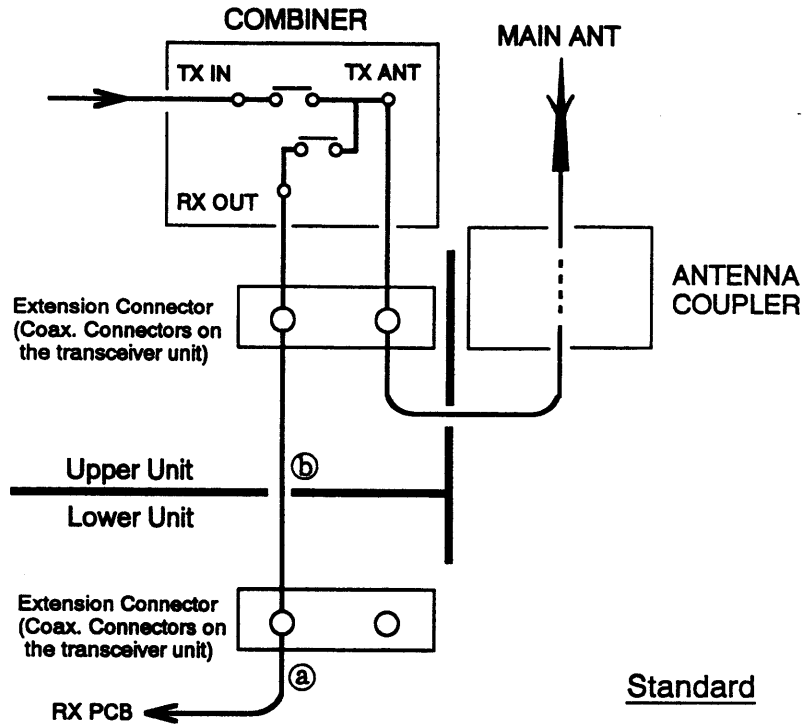 COMBINER
MAIN ANT
TX IN
TX ANT
RX OUT
ANTENNA
COUPLER
Extension Connector
(Coax. Connectors on
the transceiver unit)
ⓑ
Upper Unit
Lower Unit
Extension Connector
(Coax. Connectors on
the transceiver unit)
ⓐ
RX PCB
Standard